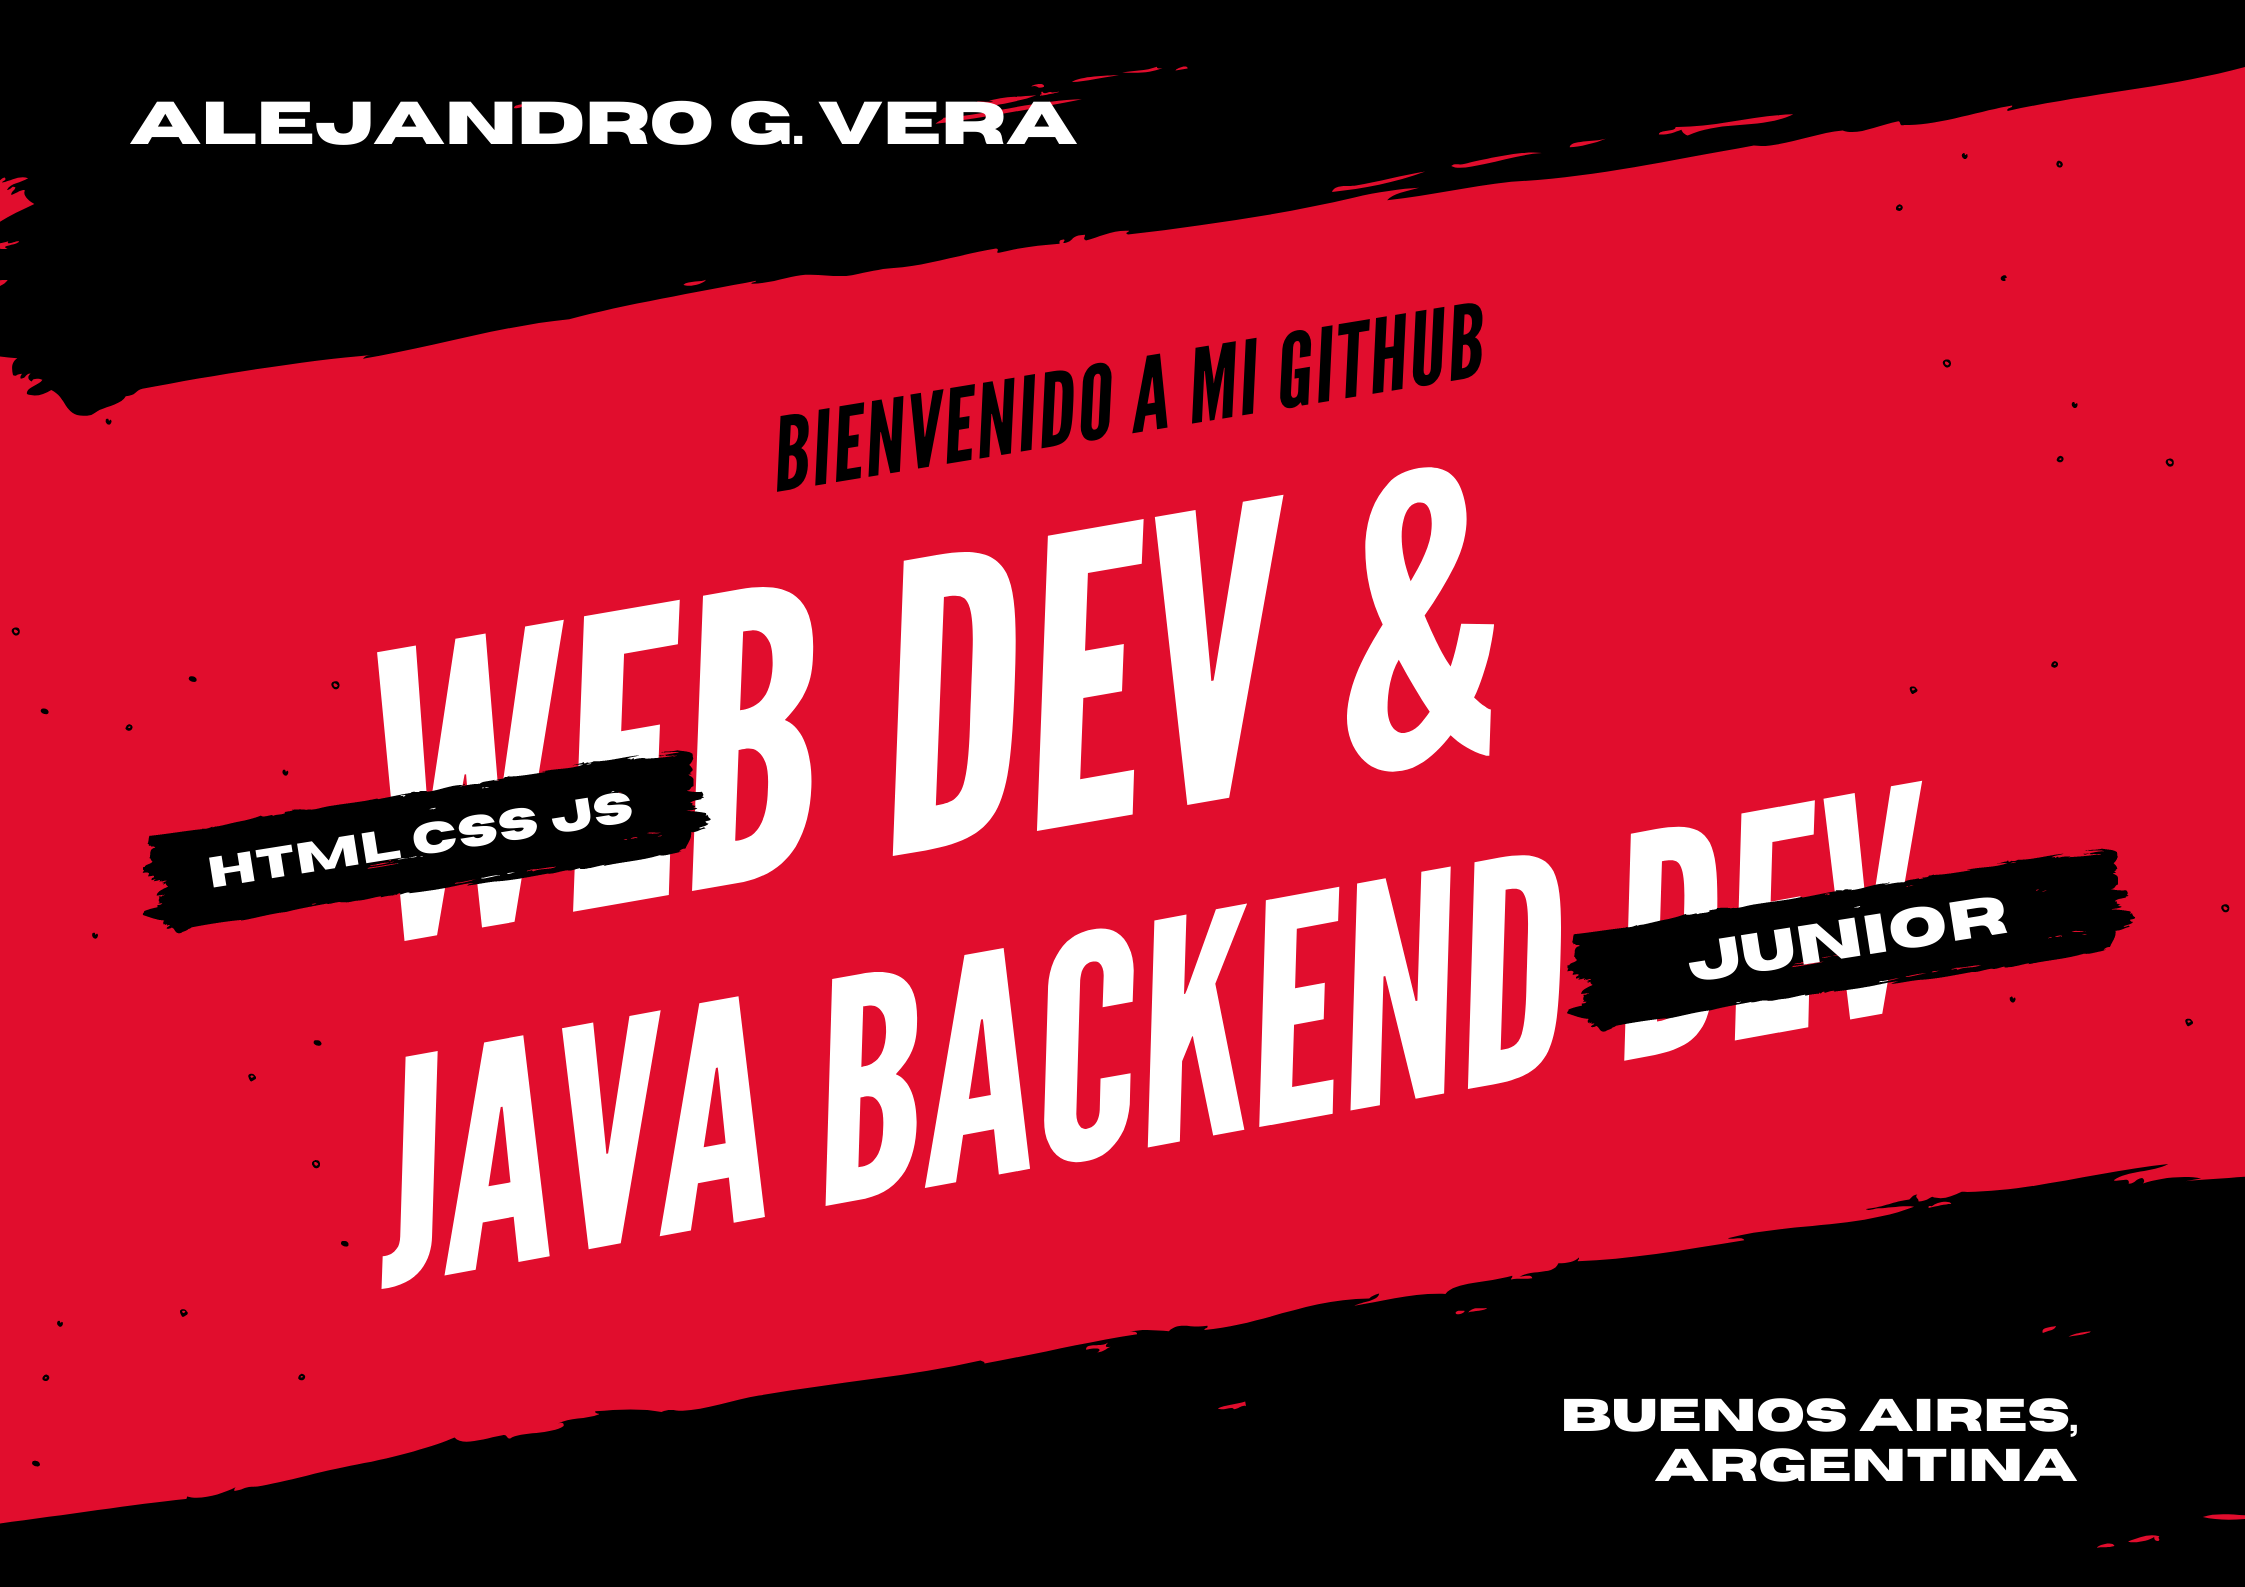 ALEJANDRO G. VERA
BIENVENIDO A MI GITHUB
WEB DEV &
HTML CSS JS
JAVA BACKEND DEV
JUNIOR
BUENOS AIRES,
ARGENTINA